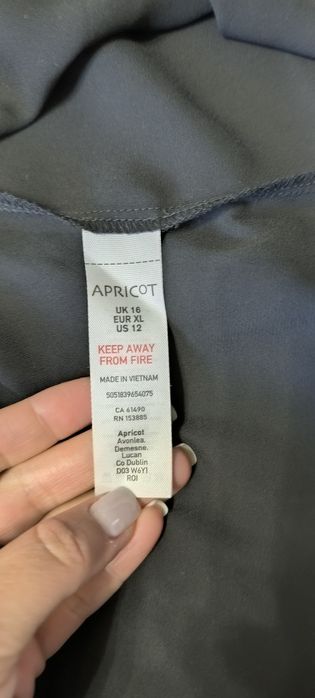 APRICOT
UK 16
EUR XL
US 12
KEEP AWAY
FROM FIRE
MADE IN VIETNAM
5051839654075
CA 61490
RN 153885
Apricot
Avonlea,
Demesne,
Lucan
Co Dublin
D03 W6Y1
ROI